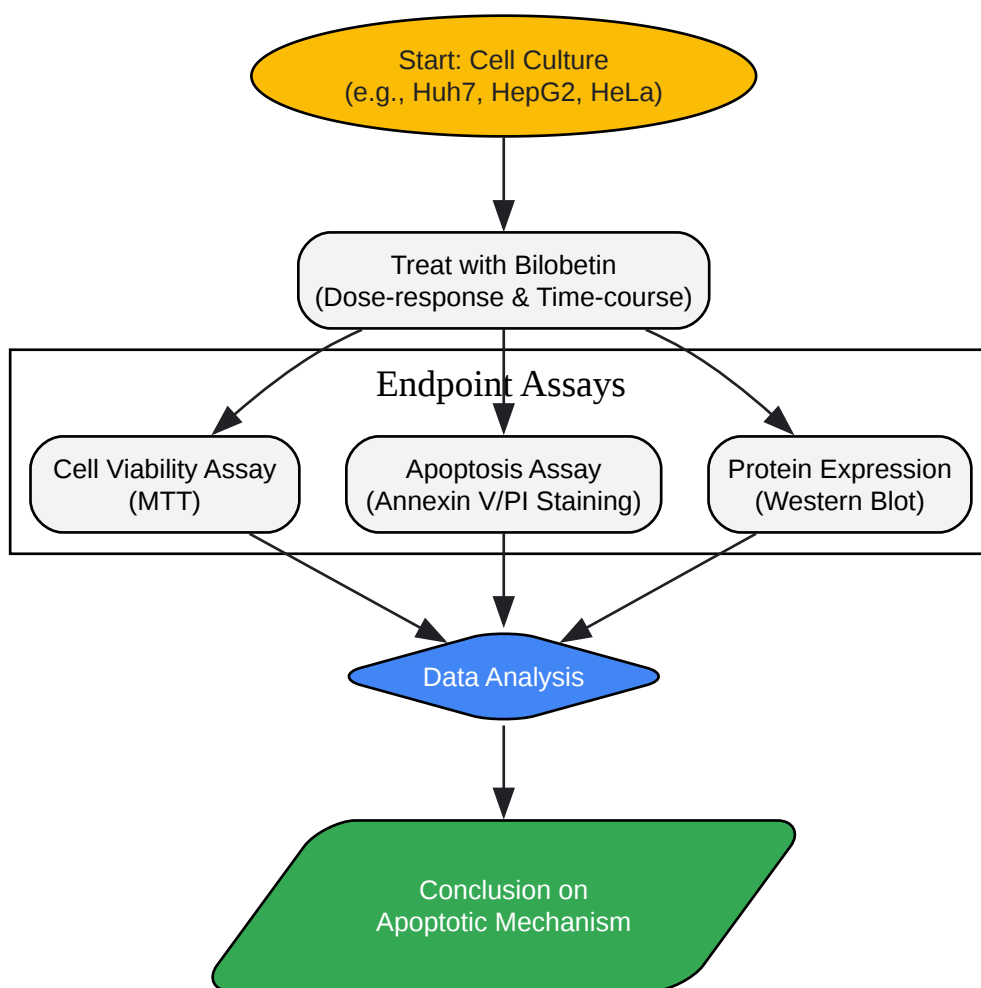 Start: Cell Culture
(e.g., Huh7, HepG2, HeLa)
Treat with Bilobetin
(Dose-response & Time-course)
Endpoint Assays
Cell Viability Assay
(MTT)
Apoptosis Assay
(Annexin V/PI Staining)
Protein Expression
(Western Blot)
Data Analysis
Conclusion on
Apoptotic Mechanism